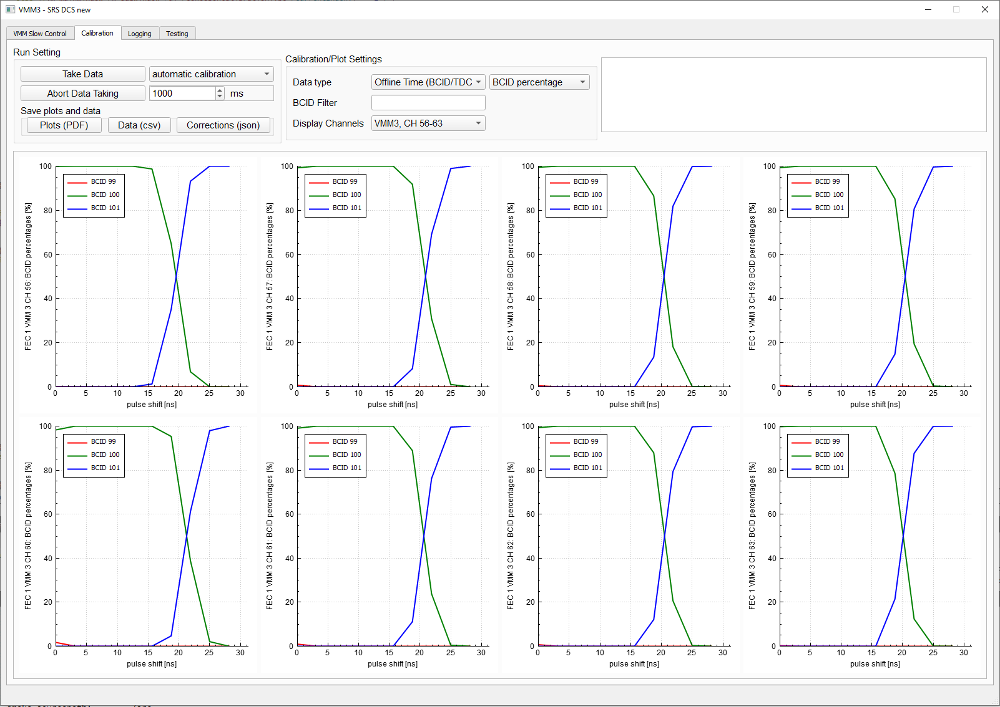 VMM3 - SRS DCS new
VMM Slow Control Calibration Logging Testing
Run Setting
Take Data automatic calibration
Abort Data Taking 1000 ms
Save plots and data
Plots (PDF) Data (csv) Corrections (json)
Calibration/Plot Settings
Data type Offline Time (BCID/TDC BCID percentage
BCID Filter
Display Channels VMM3, CH 56-63
FEC 1 VMM 3 CH 56: BCID percentages [%]
100
80
60
40
20
0
BCID 99
BCID 100
BCID 101
0 5 10 15 20 25 30
pulse shift [ns]
FEC 1 VMM 3 CH 57: BCID percentages [%]
100
80
60
40
20
0
BCID 99
BCID 100
BCID 101
0 5 10 15 20 25 30
pulse shift [ns]
FEC 1 VMM 3 CH 58: BCID percentages [%]
100
80
60
40
20
0
BCID 99
BCID 100
BCID 101
0 5 10 15 20 25 30
pulse shift [ns]
FEC 1 VMM 3 CH 59: BCID percentages [%]
100
80
60
40
20
0
BCID 99
BCID 100
BCID 101
0 5 10 15 20 25 30
pulse shift [ns]
FEC 1 VMM 3 CH 60: BCID percentages [%]
100
80
60
40
20
0
BCID 99
BCID 100
BCID 101
0 5 10 15 20 25 30
pulse shift [ns]
FEC 1 VMM 3 CH 61: BCID percentages [%]
100
80
60
40
20
0
BCID 99
BCID 100
BCID 101
0 5 10 15 20 25 30
pulse shift [ns]
FEC 1 VMM 3 CH 62: BCID percentages [%]
100
80
60
40
20
0
BCID 99
BCID 100
BCID 101
0 5 10 15 20 25 30
pulse shift [ns]
FEC 1 VMM 3 CH 63: BCID percentages [%]
100
80
60
40
20
0
BCID 99
BCID 100
BCID 101
0 5 10 15 20 25 30
pulse shift [ns]